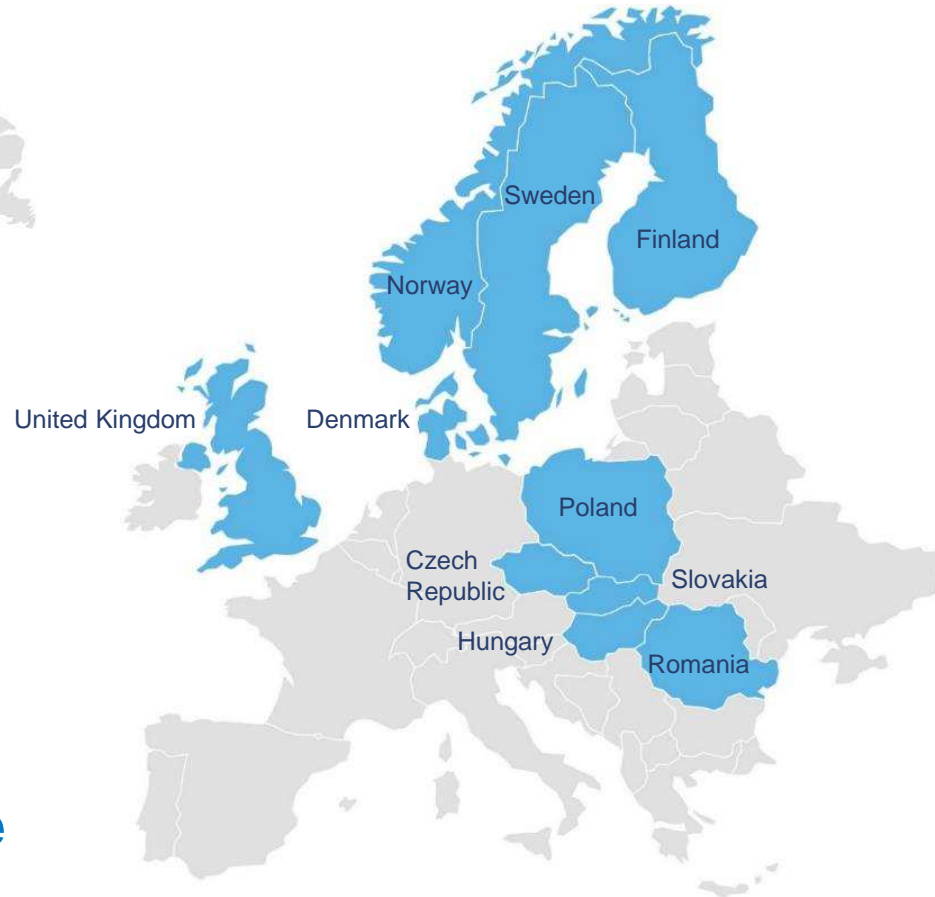 Sweden
Finland
Norway
United Kingdom
Denmark
Poland
Czech
Republic
Slovakia
Hungary
Romania
e